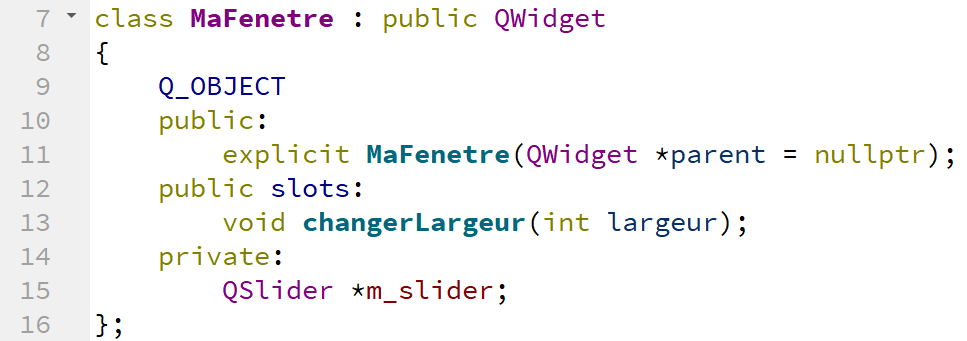 7 class MaFenetre : public QWidget
8 {
9     Q_OBJECT
10     public:
11         explicit MaFenetre(QWidget *parent = nullptr);
12     public slots:
13         void changerLargeur(int largeur);
14     private:
15         QSlider *m_slider;
16 };